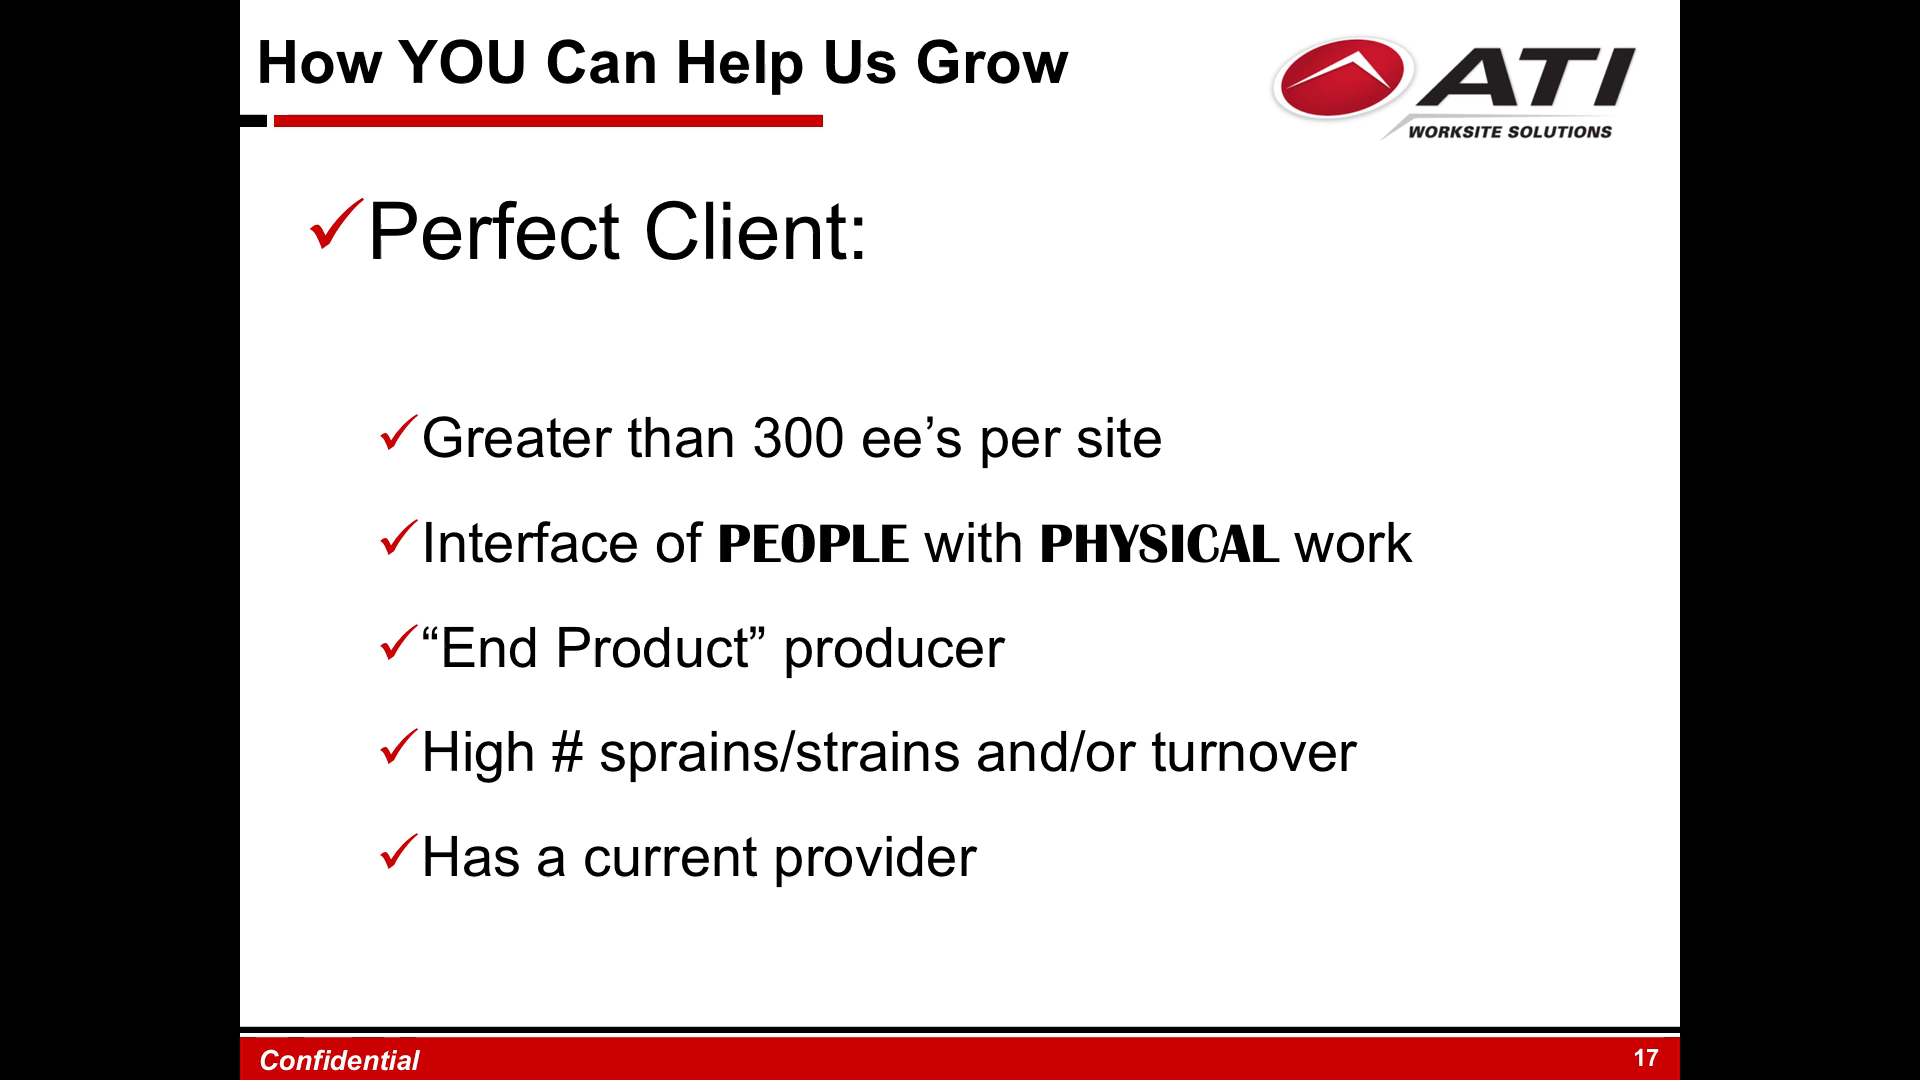 How YOU Can Help Us Grow
ATI
WORKSITE SOLUTIONS
Perfect Client:
Greater than 300 ee’s per site
Interface of PEOPLE with PHYSICAL work
“End Product” producer
High # sprains/strains and/or turnover
Has a current provider
Confidential
17